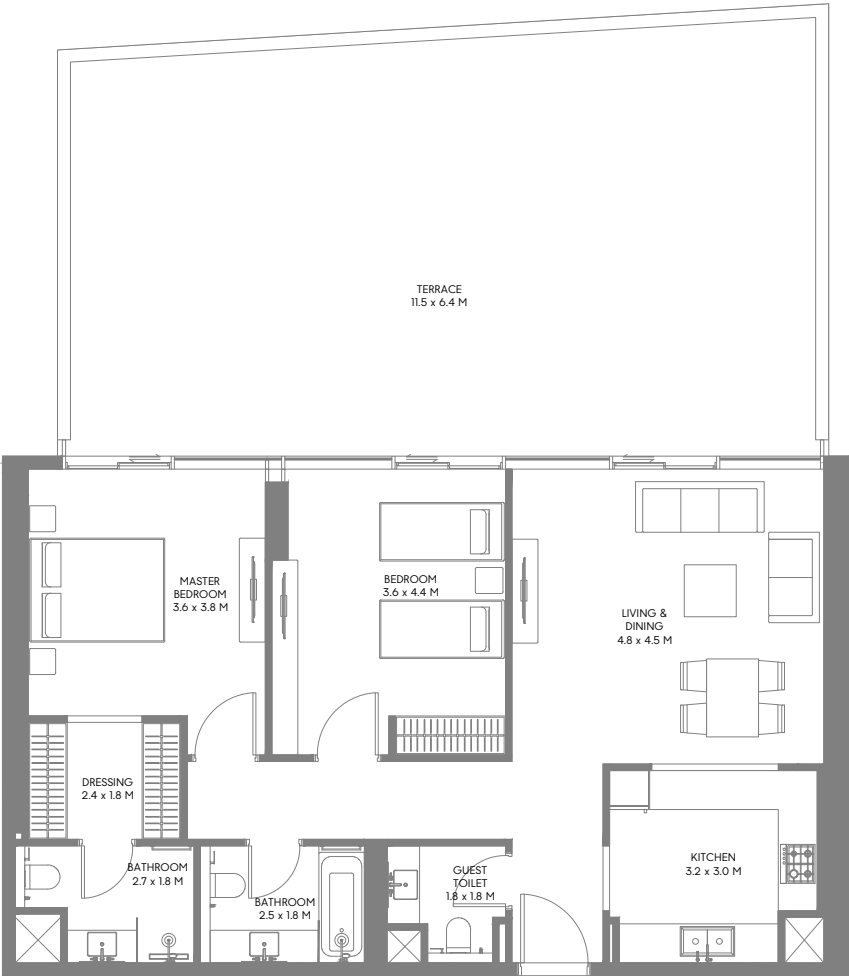 TERRACE
11.5 x 6.4 M
MASTER
BEDROOM
3.6 x 3.8 M
BEDROOM
3.6 x 4.4 M
LIVING &
DINING
4.8 x 4.5 M
DRESSING
2.4 x 1.8 M
BATHROOM
2.7 x 1.8 M
BATHROOM
2.5 x 1.8 M
GUEST
TOILET
1.8 x 1.8 M
KITCHEN
3.2 x 3.0 M